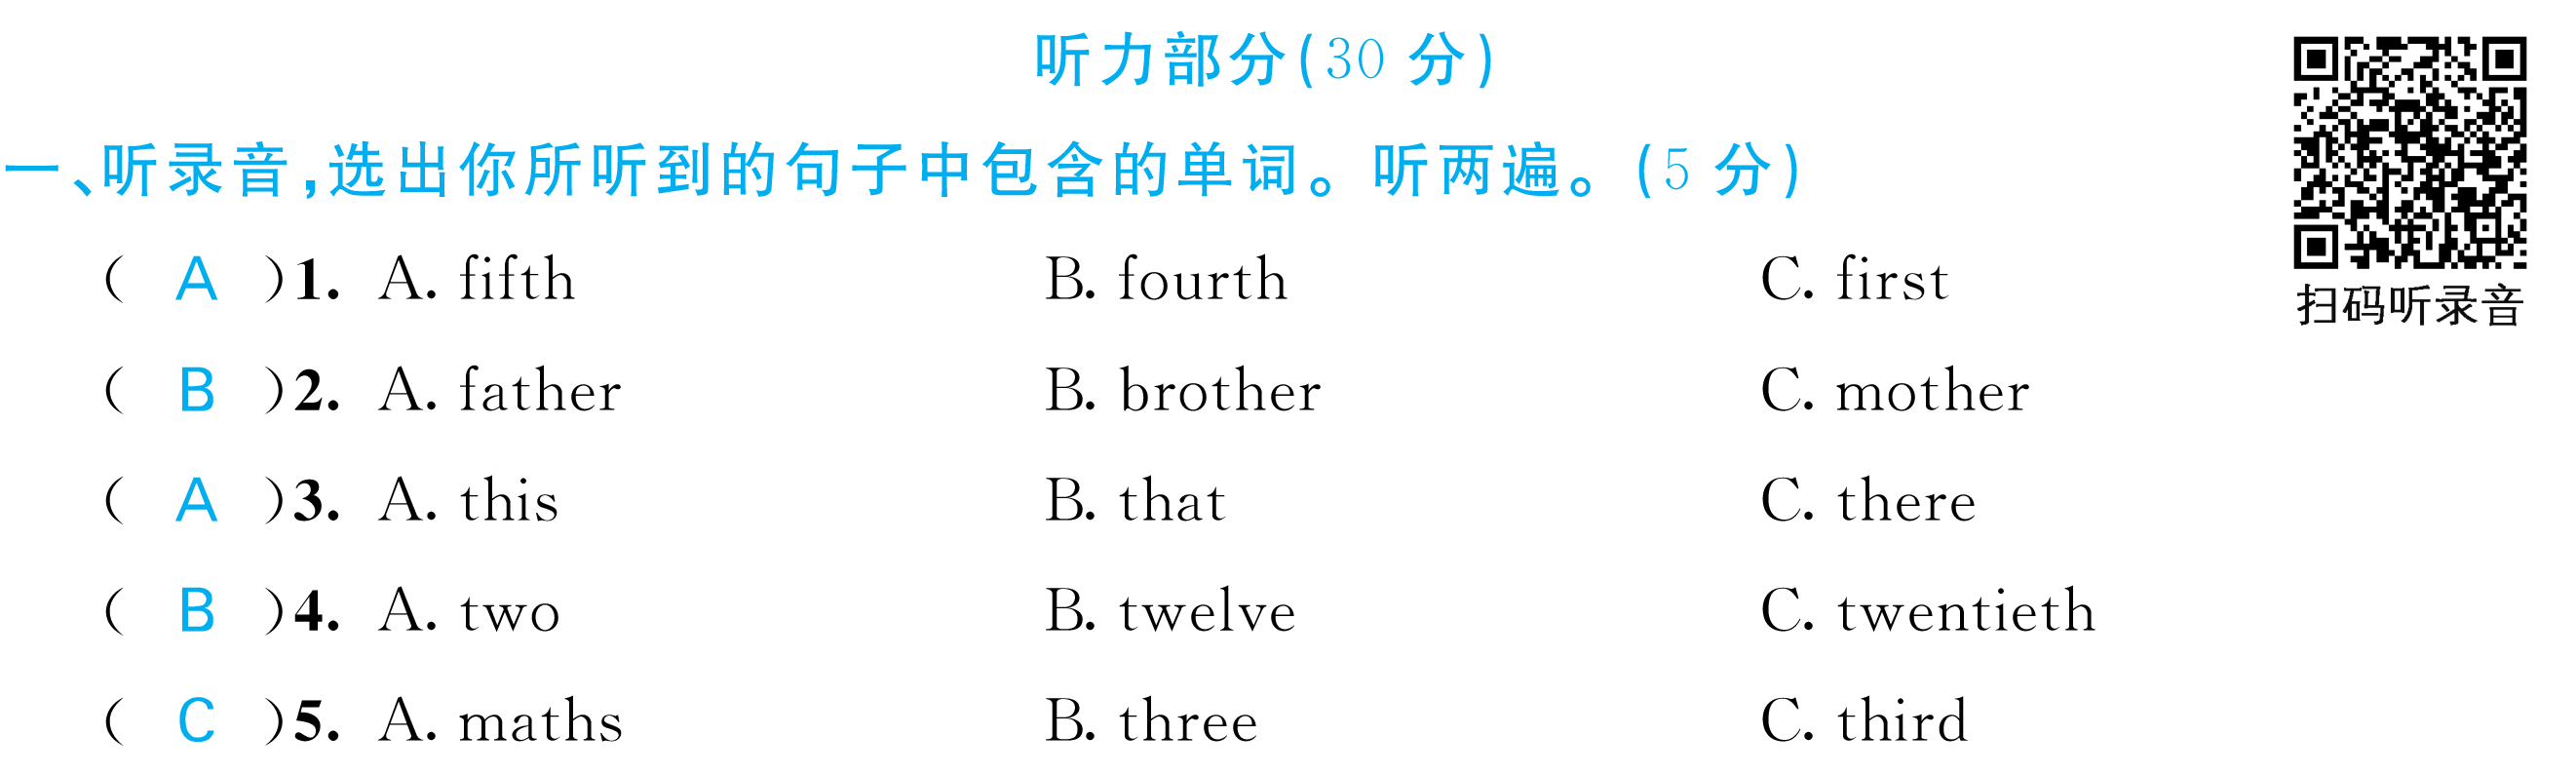 听力部分(30 分)
一、听录音,选出你所听到的句子中包含的单词。听两遍。(5 分)
( A )1. A. fifth B. fourth C. first
扫码听录音
( B )2. A. father B. brother C. mother
( A )3. A. this B. that C. there
( B )4. A. two B. twelve C. twentieth
( C )5. A. maths B. three C. third